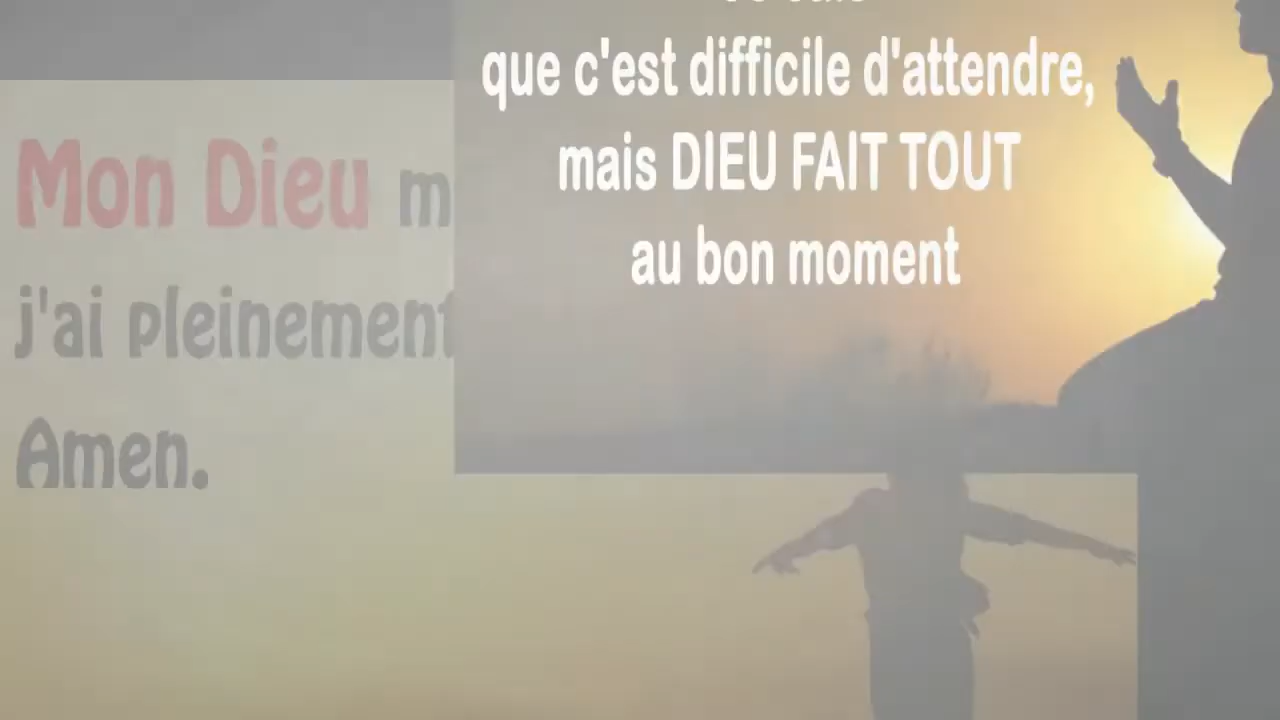 que c'est difficile d'attendre,
mais DIEU FAIT TOUT
au bon moment
Mon Dieu
j'ai pleinement
Amen.